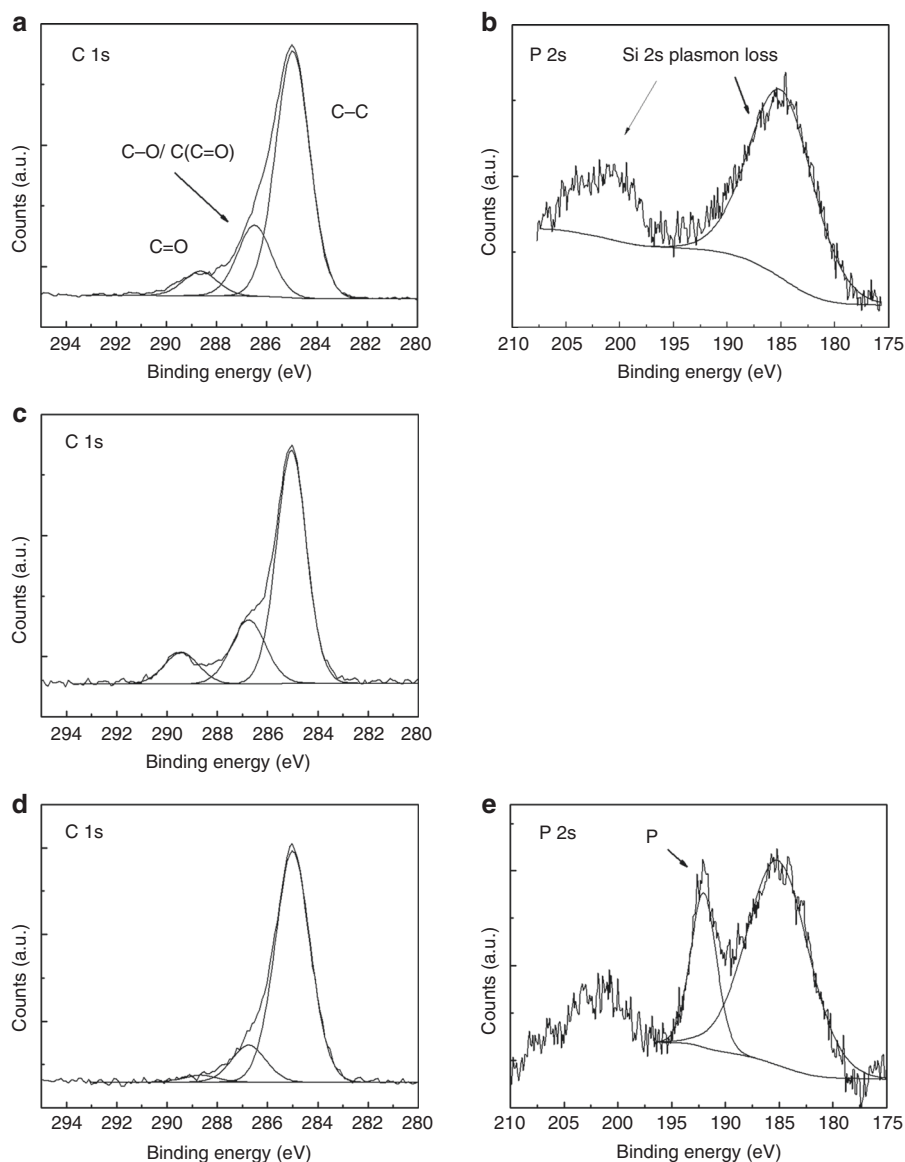 a
C 1s
C–C
C–O/ C(C=O)
C=O
Counts (a.u.)
294 292 290 288 286 284 282 280
Binding energy (eV)
b
P 2s
Si 2s plasmon loss
Counts (a.u.)
210 205 200 195 190 185 180 175
Binding energy (eV)
c
C 1s
Counts (a.u.)
294 292 290 288 286 284 282 280
Binding energy (eV)
d
C 1s
Counts (a.u.)
294 292 290 288 286 284 282 280
Binding energy (eV)
e
P 2s
P
Counts (a.u.)
210 205 200 195 190 185 180 175
Binding energy (eV)